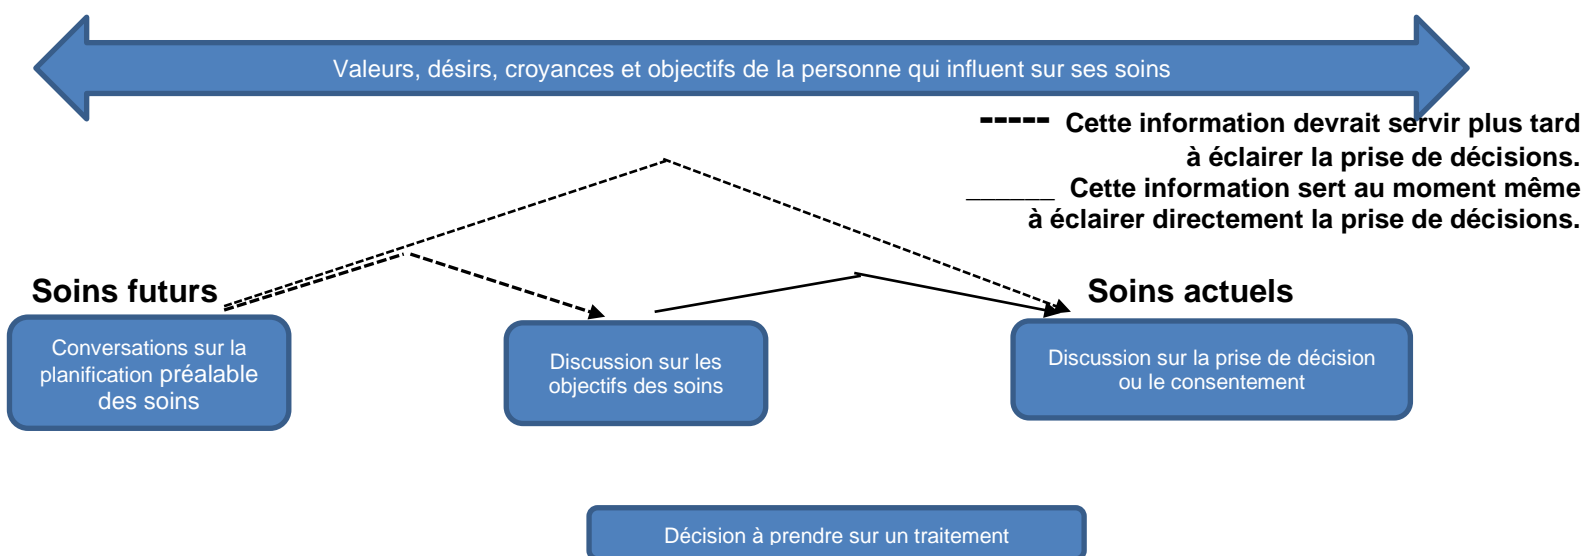 Valeurs, désirs, croyances et objectifs de la personne qui influent sur ses soins
----- Cette information devrait servir plus tard
à éclairer la prise de décisions.
______ Cette information sert au moment même
à éclairer directement la prise de décisions.
Soins futurs
Soins actuels
Conversations sur la
planification préalable
des soins
Discussion sur les
objectifs des soins
Discussion sur la prise de décision
ou le consentement
Décision à prendre sur un traitement